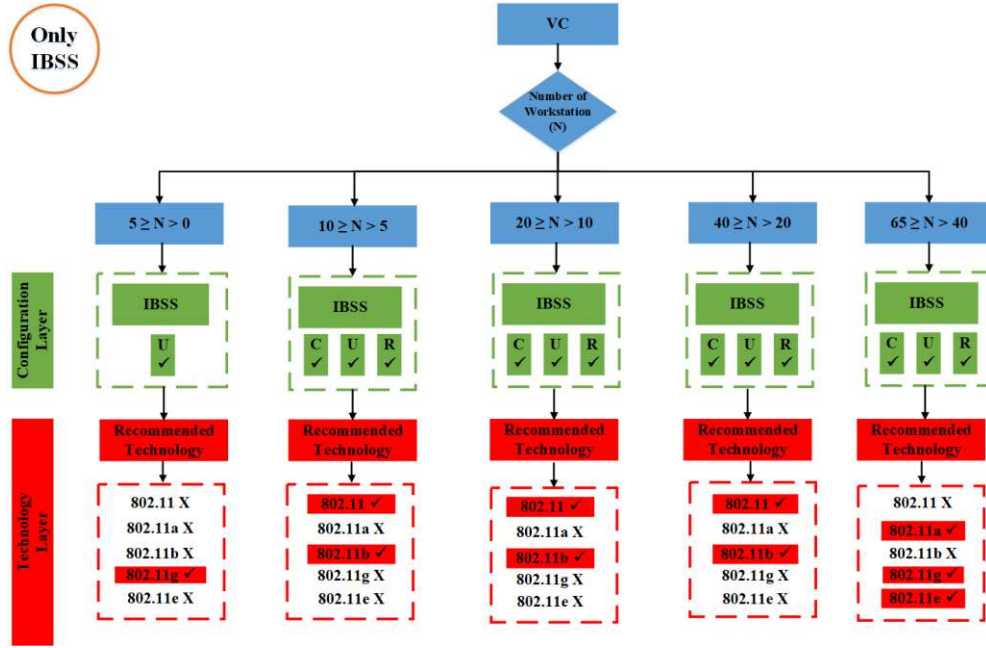 Only
IBSS
VC
Number of
Workstation
(N)
5 ≥ N > 0
10 ≥ N > 5
20 ≥ N > 10
40 ≥ N > 20
65 ≥ N > 40
Configuration
Layer
IBSS
U
✓
IBSS
C U R
✓ ✓ ✓
IBSS
C U R
✓ ✓ ✓
IBSS
C U R
✓ ✓ ✓
IBSS
C U R
✓ ✓ ✓
Technology
Layer
Recommended
Technology
802.11 X
802.11a X
802.11b X
802.11g ✓
802.11e X
Recommended
Technology
802.11 ✓
802.11a X
802.11b ✓
802.11g X
802.11e X
Recommended
Technology
802.11 ✓
802.11a X
802.11b ✓
802.11g X
802.11e X
Recommended
Technology
802.11 ✓
802.11a X
802.11b ✓
802.11g X
802.11e X
Recommended
Technology
802.11 X
802.11a ✓
802.11b X
802.11g ✓
802.11e ✓